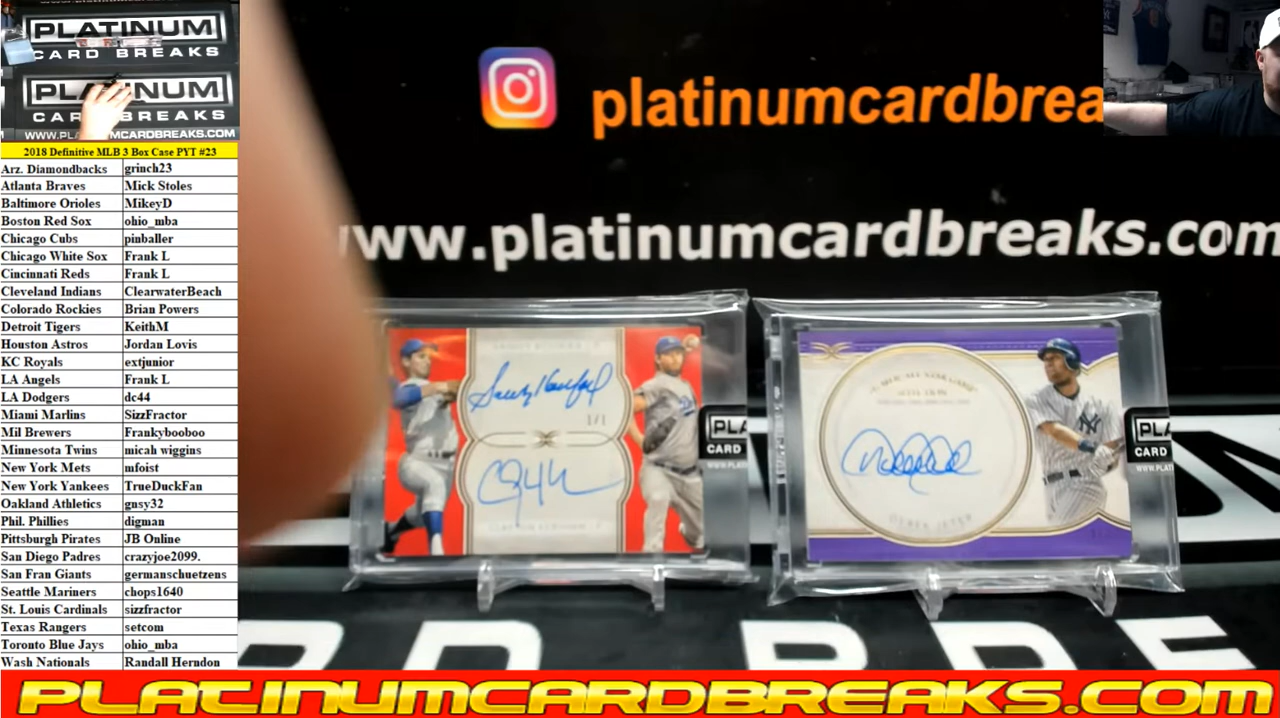 PLATINUM
CARD BREAKS
PLATINUM
CARD BREAKS
WWW.PLATINUMCARDBREAKS.COM
2018 Definitive MLB 3 Box Case PYT #23
Arz. Diamondbacks grinch23
Atlanta Braves Mick Stoles
Baltimore Orioles MikeyD
Boston Red Sox ohio_mba
Chicago Cubs pinballer
Chicago White Sox Frank L
Cincinnati Reds Frank L
Cleveland Indians ClearwaterBeach
Colorado Rockies Brian Powers
Detroit Tigers KeithM
Houston Astros Jordan Lovis
KC Royals extjunior
LA Angels Frank L
LA Dodgers dc44
Miami Marlins SizzFractor
Mil Brewers Frankybooboo
Minnesota Twins micah wiggins
New York Mets mfoist
New York Yankees TrueDuckFan
Oakland Athletics gnsy32
Phil. Phillies digman
Pittsburgh Pirates JB Online
San Diego Padres crazyjoe2099.
San Fran Giants germanschuetzens
Seattle Mariners chops1640
St. Louis Cardinals sizzfractor
Texas Rangers setcom
Toronto Blue Jays ohio_mba
Wash Nationals Randall Herndon
platinumcardbrea
www.platinumcardbreaks.com
Sandy Koufax
1/1
PLA
CARD
DEREK JETER
PLA
CARD
PLATINUMCARDBREAKS.COM